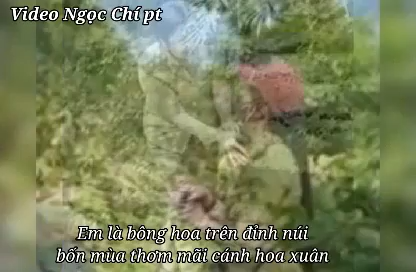 Video Ngọc Chí pt
Em là bông hoa trên đỉnh núi
bốn mùa thơm mãi cánh hoa xuân